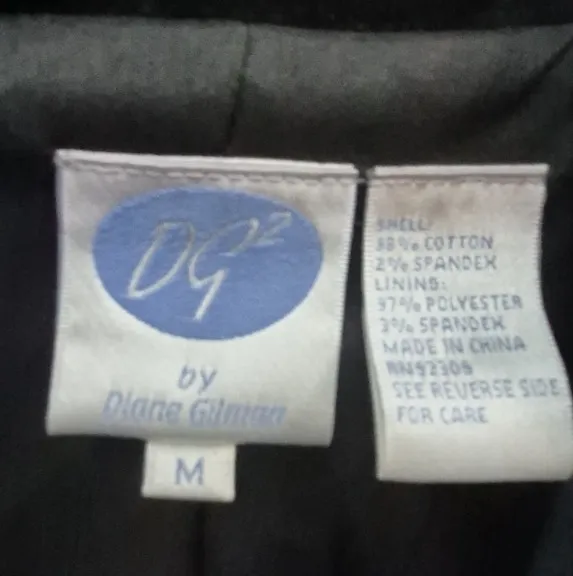 DG²
by
Diane Gilman
M
SHELL:
98% COTTON
2% SPANDEX
LINING:
97% POLYESTER
3% SPANDEX
MADE IN CHINA
RN92309
SEE REVERSE SIDE
FOR CARE